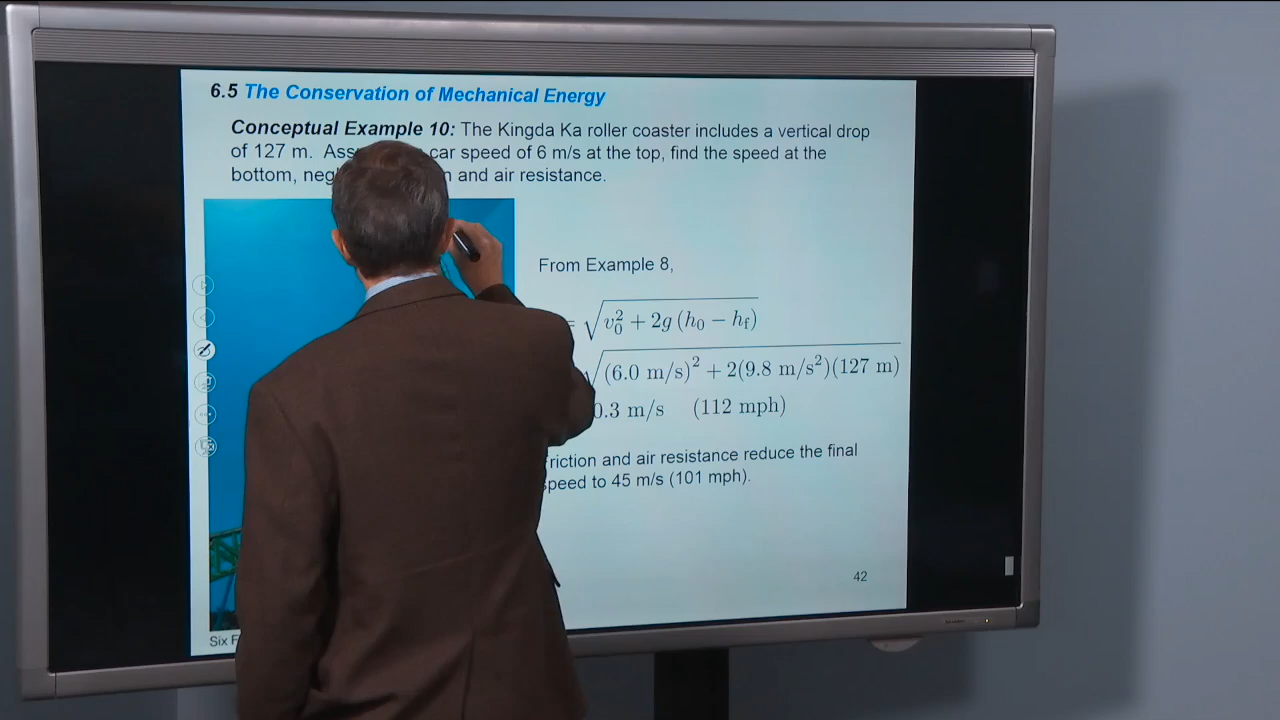 6.5 The Conservation of Mechanical Energy
Conceptual Example 10: The Kingda Ka roller coaster includes a vertical drop
of 127 m. car speed of 6 m/s at the top, find the speed at the
bottom, and air resistance.
From Example 8,
= √(v₀² + 2g (h₀ − h_f))
√((6.0 m/s)² + 2(9.8 m/s²)(127 m))
0.3 m/s (112 mph)
riction and air resistance reduce the final
peed to 45 m/s (101 mph).
42
Six F